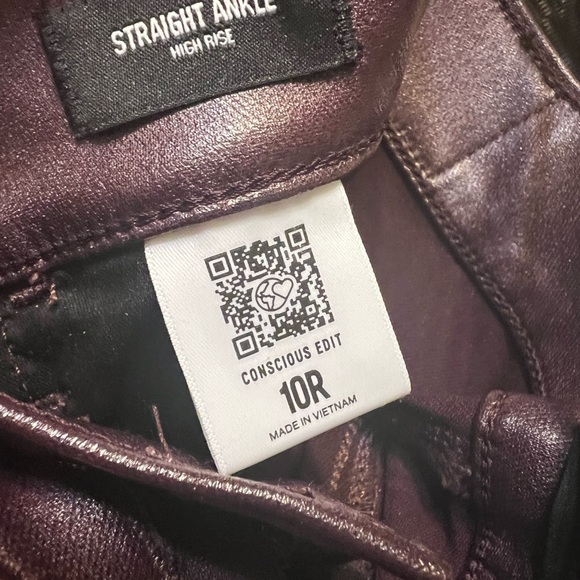 STRAIGHT ANKLE
HIGH RISE
CONSCIOUS EDIT
10R
MADE IN VIETNAM